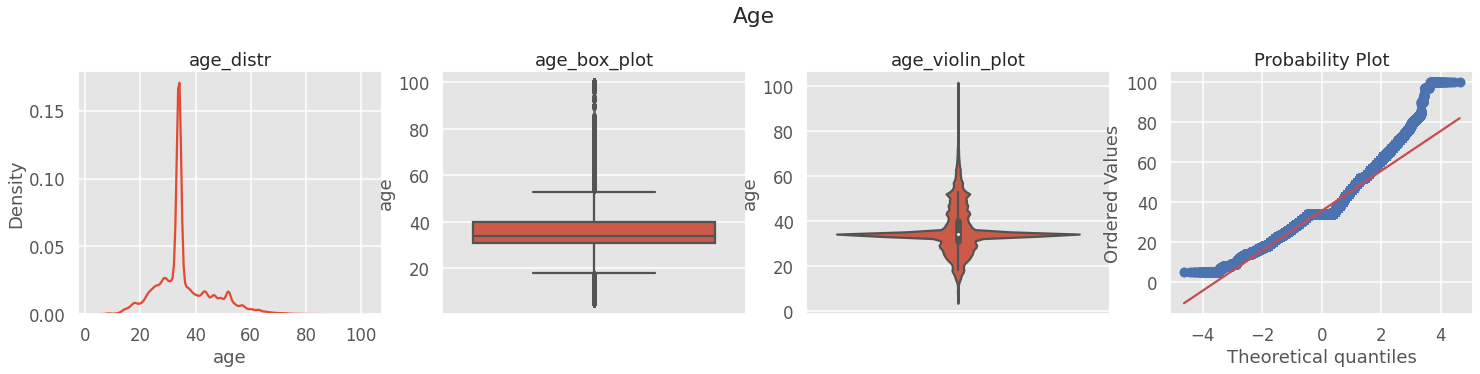 Age
age_distr
Density
0.15
0.10
0.05
0.00
0 20 40 60 80 100
age
age_box_plot
age
100
80
60
40
20
age_violin_plot
age
100
80
60
40
20
0
Probability Plot
Ordered Values
100
80
60
40
20
0
−4 −2 0 2 4
Theoretical quantiles